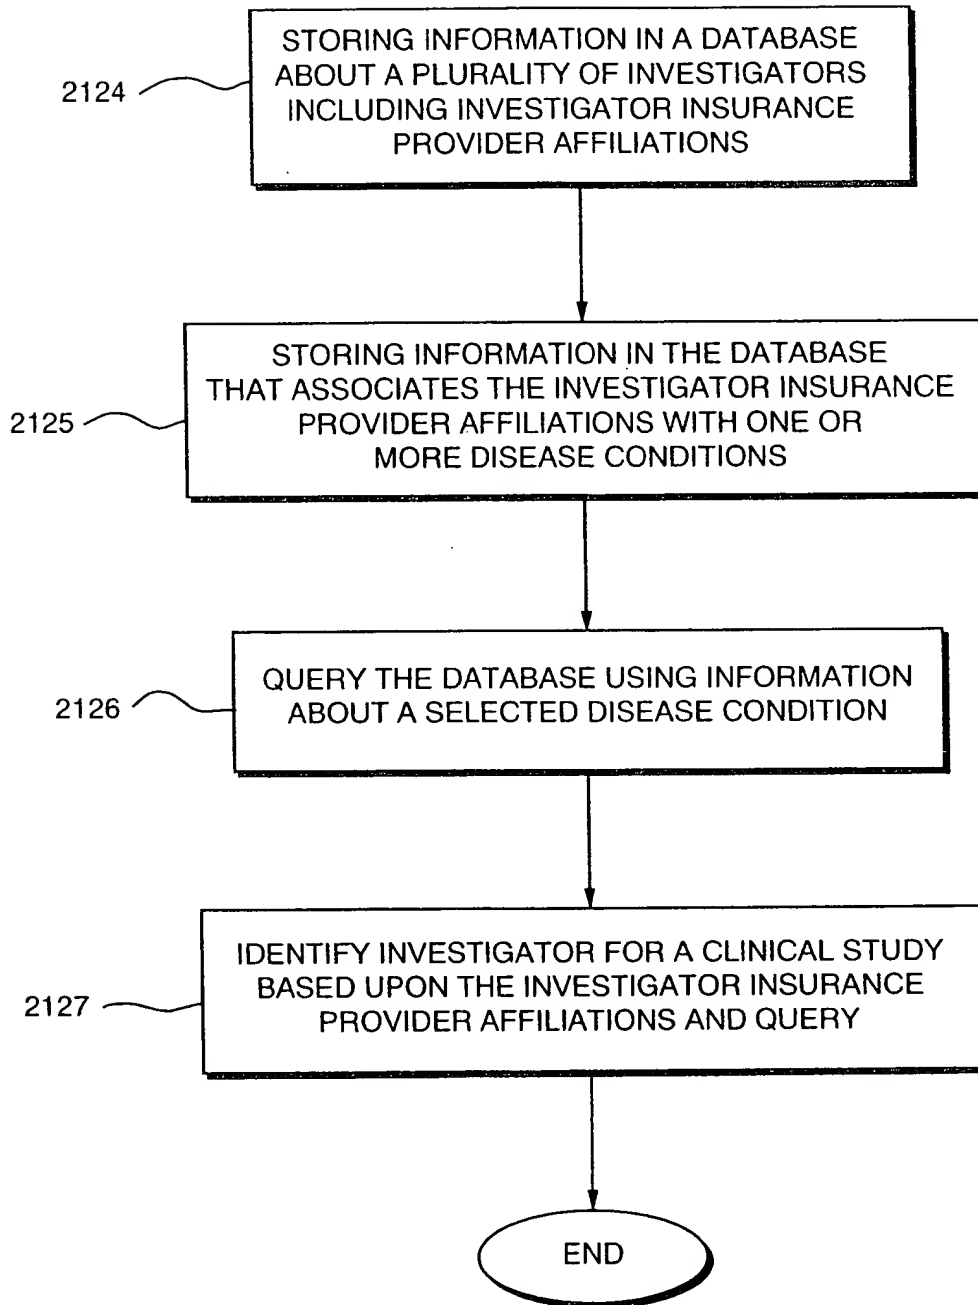 2124
STORING INFORMATION IN A DATABASE
ABOUT A PLURALITY OF INVESTIGATORS
INCLUDING INVESTIGATOR INSURANCE
PROVIDER AFFILIATIONS
2125
STORING INFORMATION IN THE DATABASE
THAT ASSOCIATES THE INVESTIGATOR INSURANCE
PROVIDER AFFILIATIONS WITH ONE OR
MORE DISEASE CONDITIONS
2126
QUERY THE DATABASE USING INFORMATION
ABOUT A SELECTED DISEASE CONDITION
2127
IDENTIFY INVESTIGATOR FOR A CLINICAL STUDY
BASED UPON THE INVESTIGATOR INSURANCE
PROVIDER AFFILIATIONS AND QUERY
END